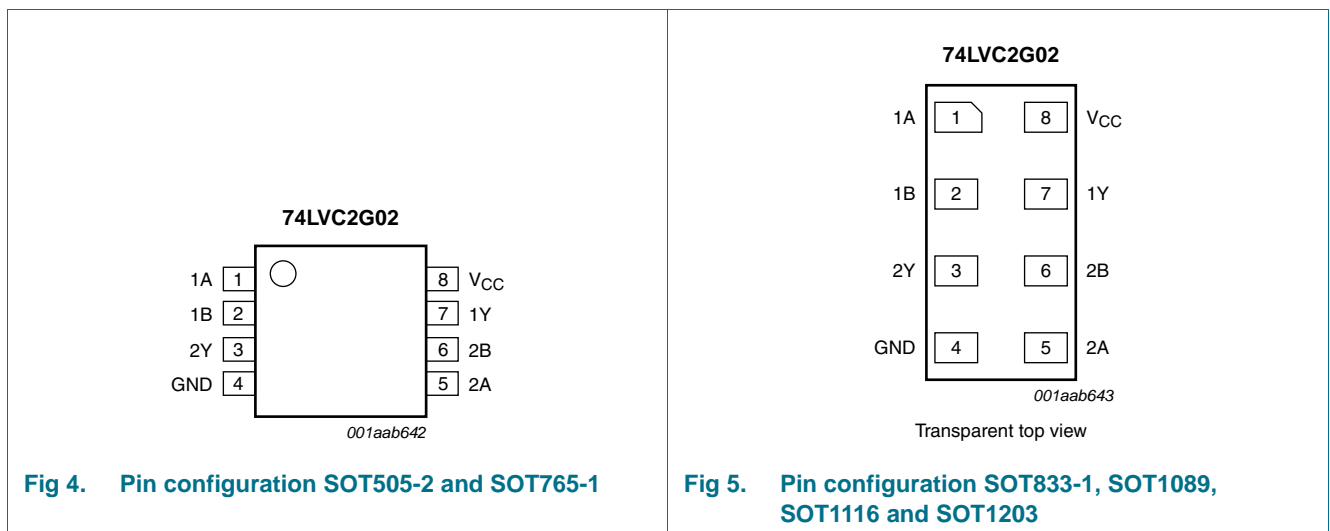 74LVC2G02
1A 1 8 VCC
1B 2 7 1Y
2Y 3 6 2B
GND 4 5 2A
001aab642
Fig 4. Pin configuration SOT505-2 and SOT765-1
74LVC2G02
1A 1 8 VCC
1B 2 7 1Y
2Y 3 6 2B
GND 4 5 2A
001aab643
Transparent top view
Fig 5. Pin configuration SOT833-1, SOT1089,
SOT1116 and SOT1203